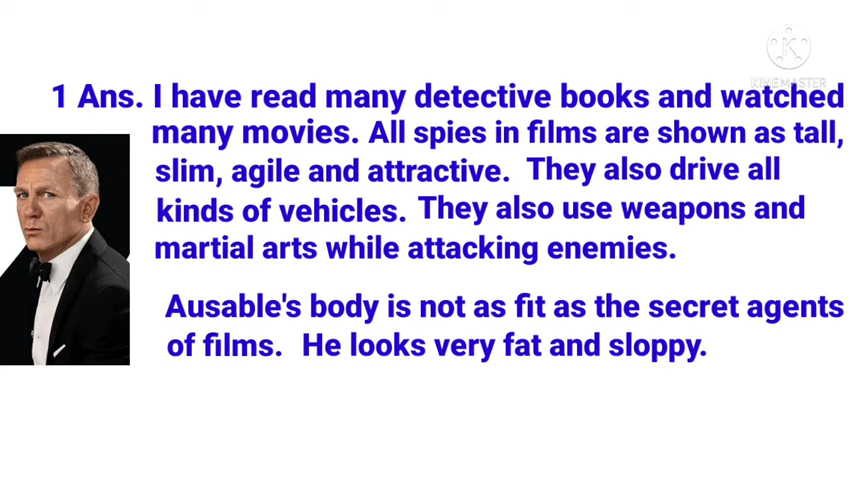 KINEMASTER
1 Ans. I have read many detective books and watched
many movies. All spies in films are shown as tall,
slim, agile and attractive. They also drive all
kinds of vehicles. They also use weapons and
martial arts while attacking enemies.
Ausable's body is not as fit as the secret agents
of films. He looks very fat and sloppy.